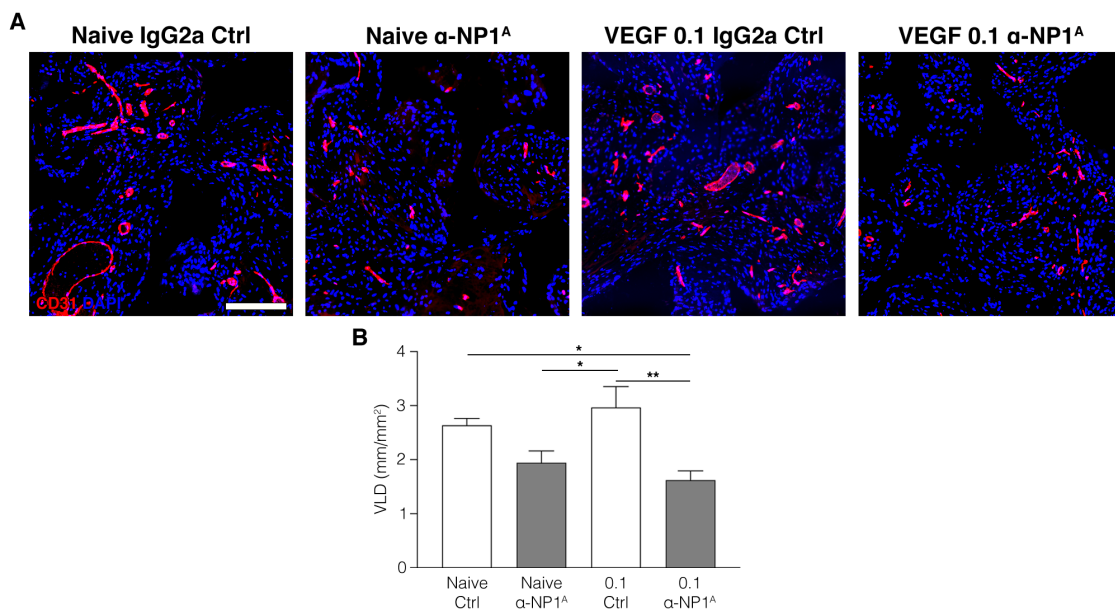 A
Naive IgG2a Ctrl
Naive α-NP1ᴬ
VEGF 0.1 IgG2a Ctrl
VEGF 0.1 α-NP1ᴬ
CD31 DAPI
B
*
*
**
VLD (mm/mm²)
4
3
2
1
0
Naive
Ctrl
Naive
α-NP1ᴬ
0.1
Ctrl
0.1
α-NP1ᴬ